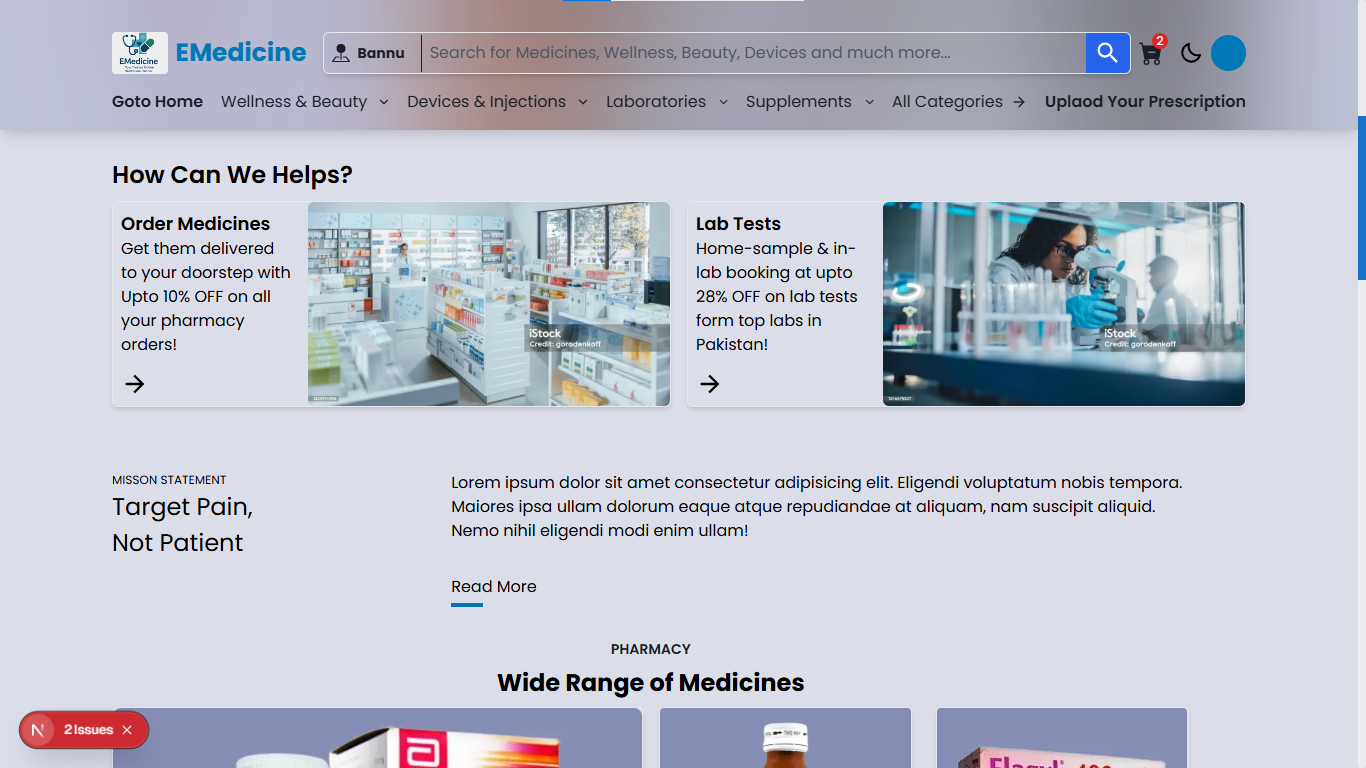 EMedicine
EMedicine
Bannu
Search for Medicines, Wellness, Beauty, Devices and much more...
2
Goto Home
Wellness & Beauty
Devices & Injections
Laboratories
Supplements
All Categories
Uplaod Your Prescription
How Can We Helps?
Order Medicines
Get them delivered
to your doorstep with
Upto 10% OFF on all
your pharmacy
orders!
iStock
Credit: gorodenkoff
Lab Tests
Home-sample & in-
lab booking at upto
28% OFF on lab tests
form top labs in
Pakistan!
iStock
Credit: gorodenkoff
MISSON STATEMENT
Target Pain,
Not Patient
Lorem ipsum dolor sit amet consectetur adipisicing elit. Eligendi voluptatum nobis tempora.
Maiores ipsa ullam dolorum eaque atque repudiandae at aliquam, nam suscipit aliquid.
Nemo nihil eligendi modi enim ullam!
Read More
PHARMACY
Wide Range of Medicines
N
2 Issues
Flagyl 400